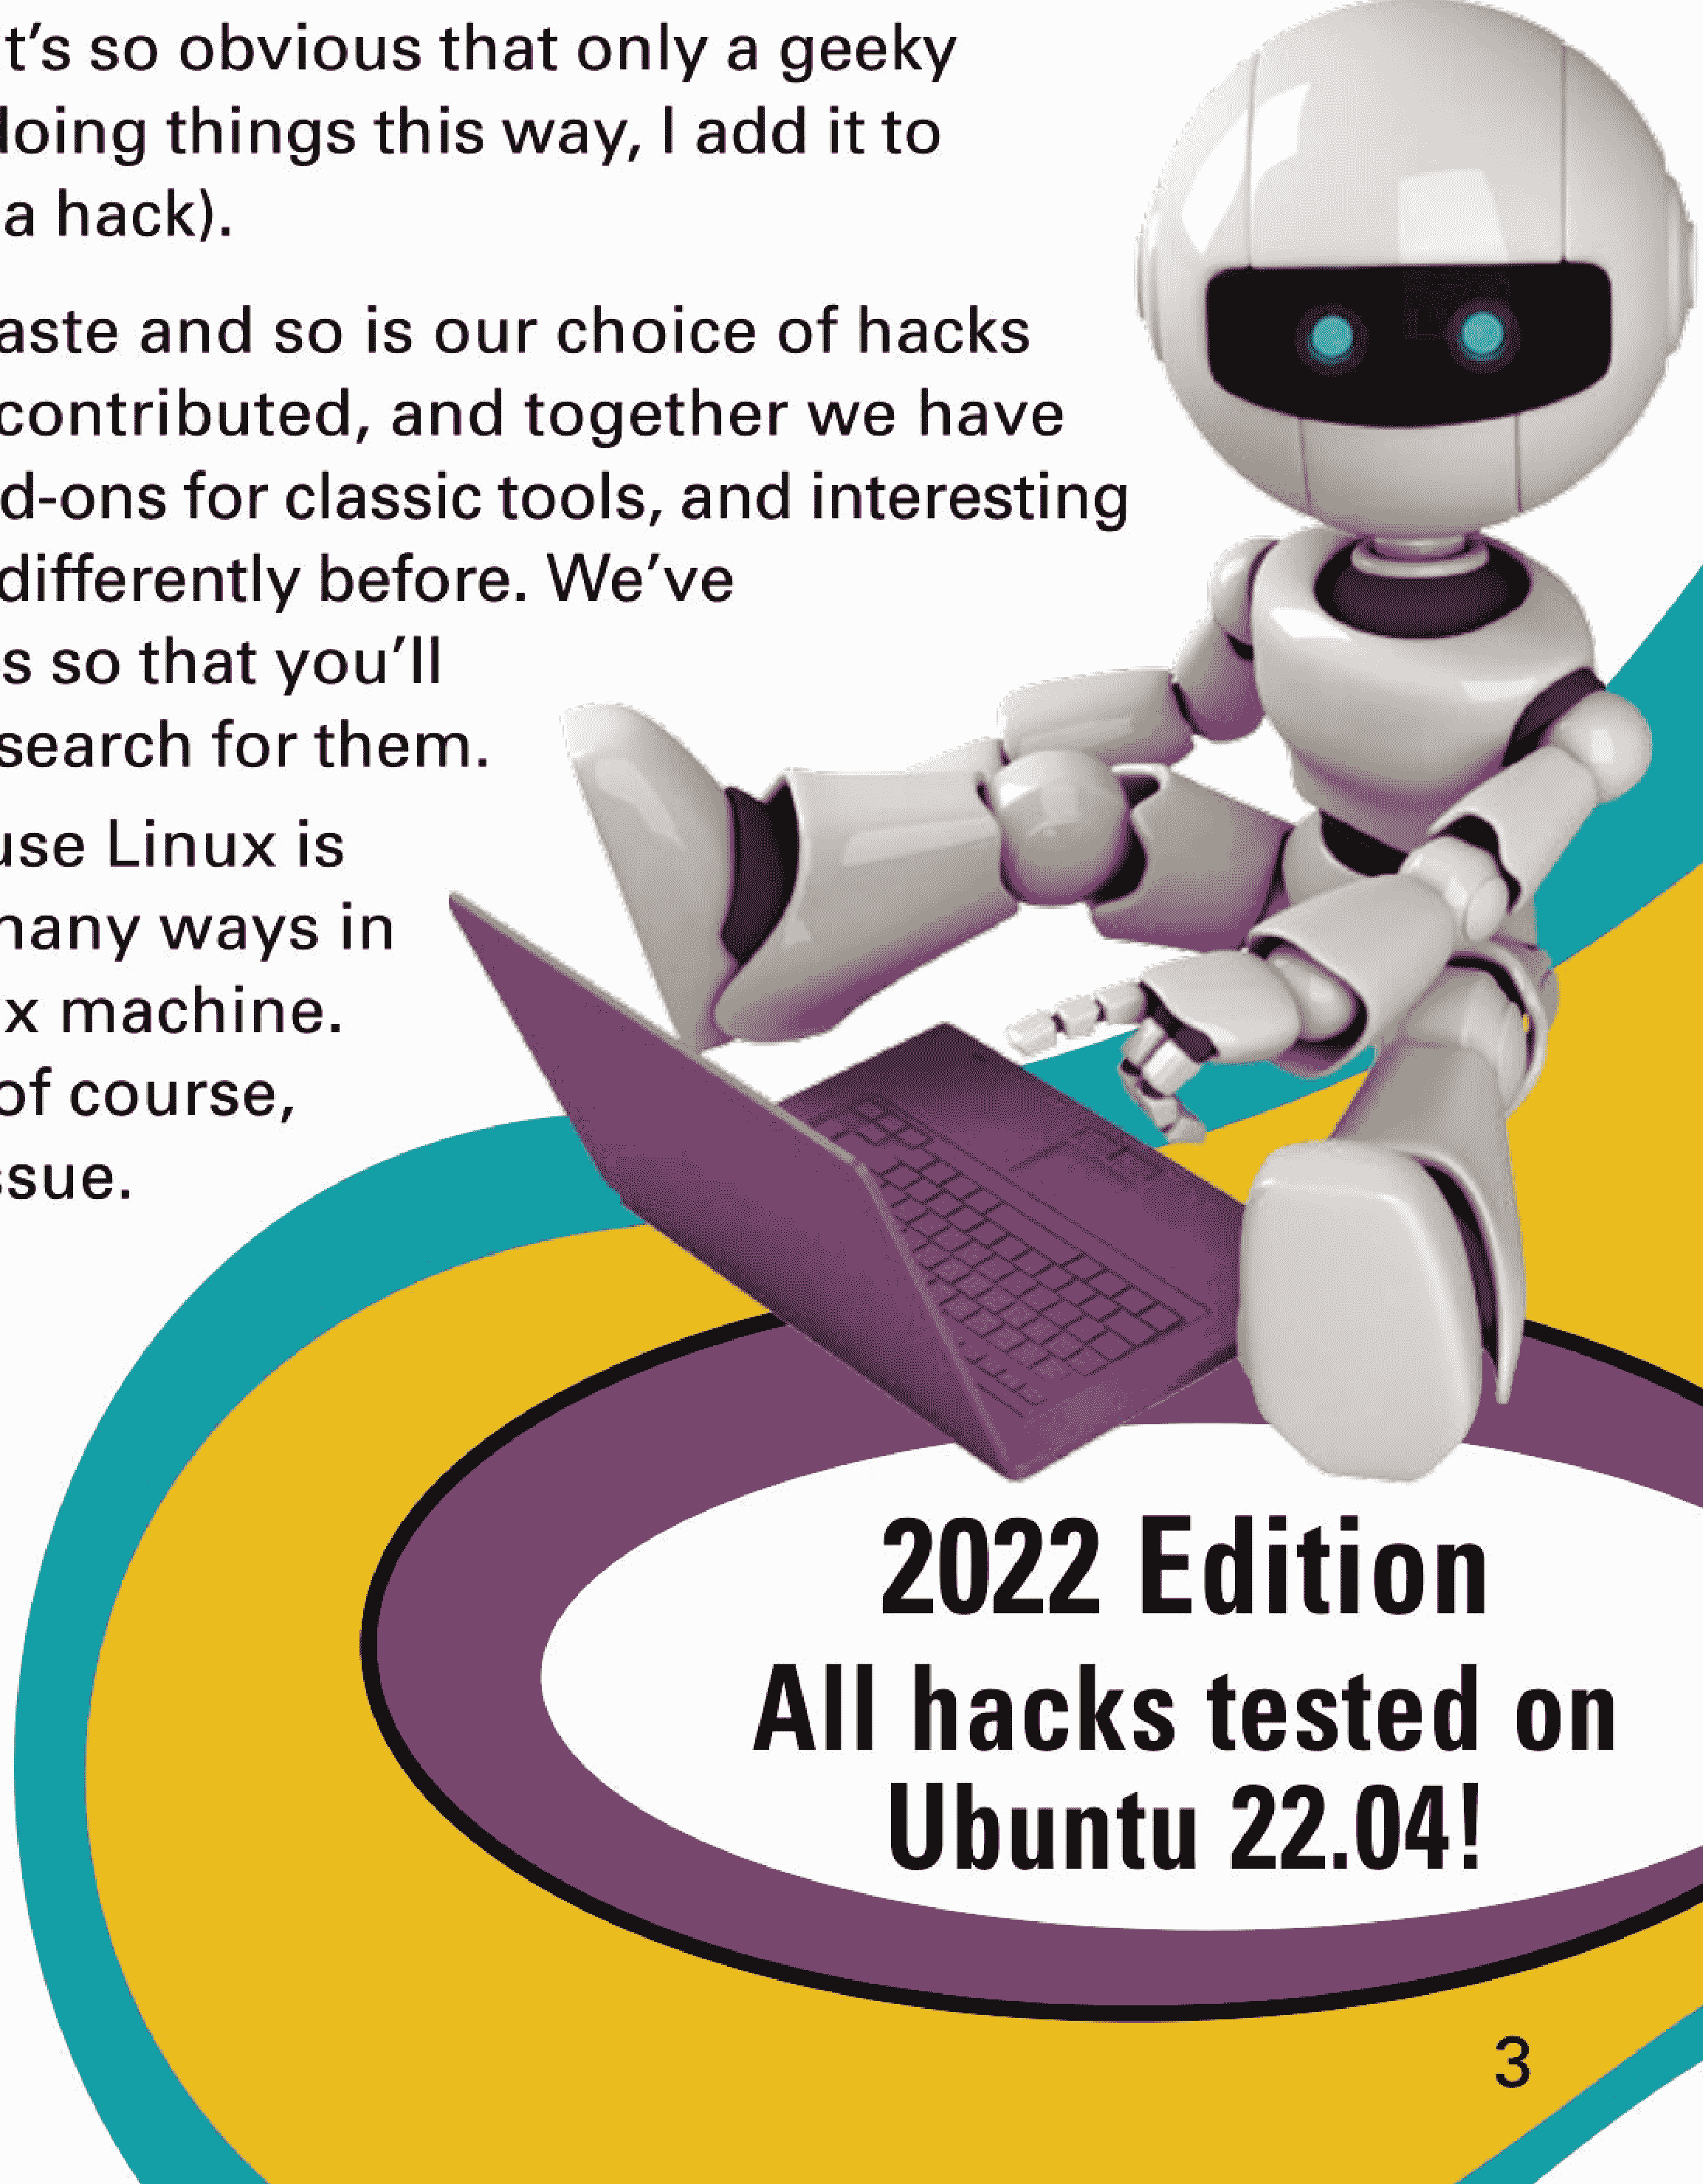 t’s so obvious that only a geeky
doing things this way, I add it to
a hack).
aste and so is our choice of hacks
contributed, and together we have
d-ons for classic tools, and interesting
differently before. We’ve
s so that you’ll
search for them.
use Linux is
many ways in
x machine.
of course,
ssue.
2022 Edition
All hacks tested on
Ubuntu 22.04!
3